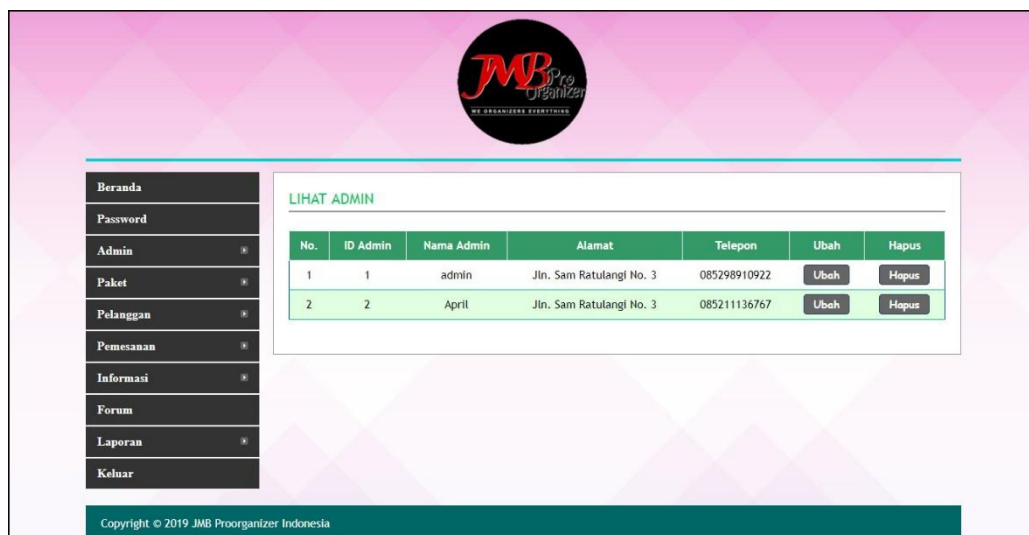 JMB Pro
Organizer
WE ORGANIZERS EVERYTHING
Beranda
Password
Admin
Paket
Pelanggan
Pemesanan
Informasi
Forum
Laporan
Keluar
LIHAT ADMIN
No. ID Admin Nama Admin Alamat Telepon Ubah Hapus
1 1 admin Jln. Sam Ratulangi No. 3 085298910922 Ubah Hapus
2 2 April Jln. Sam Ratulangi No. 3 085211136767 Ubah Hapus
Copyright © 2019 JMB Proorganizer Indonesia